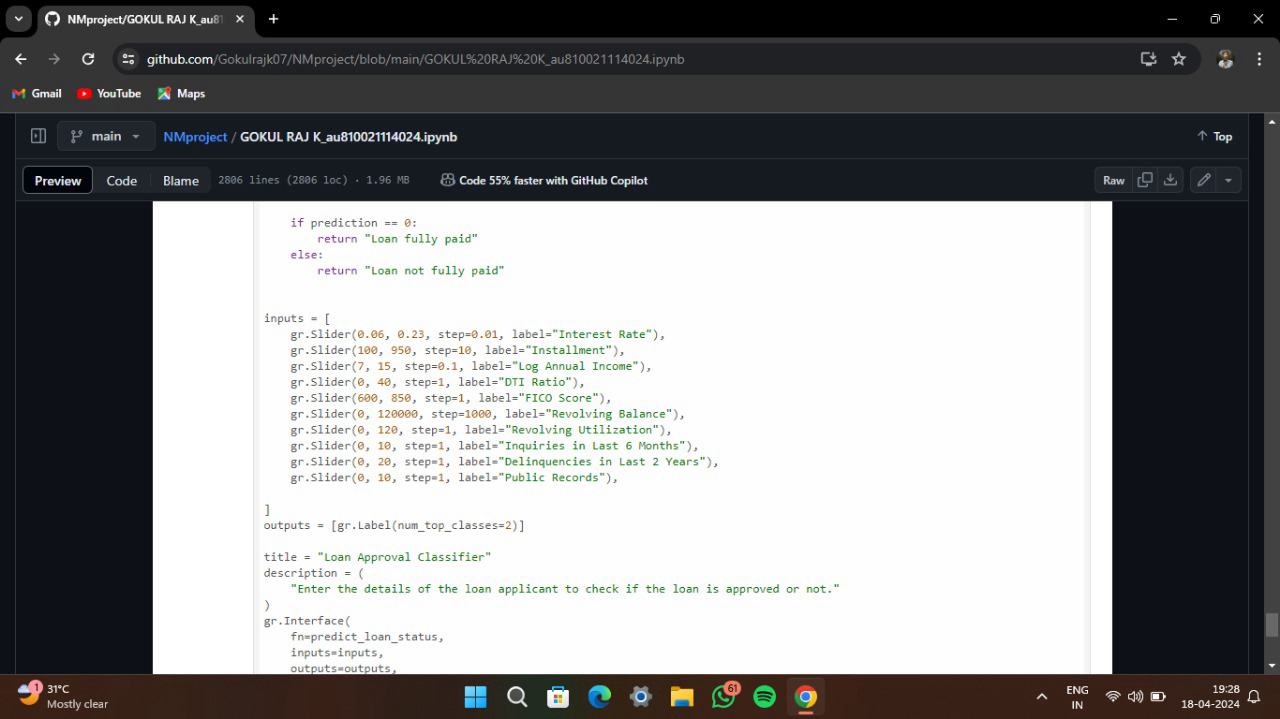 NMproject/GOKUL RAJ K_au81
github.com/Gokulrajk07/NMproject/blob/main/GOKUL%20RAJ%20K_au810021114024.ipynb
Gmail YouTube Maps
main NMproject / GOKUL RAJ K_au810021114024.ipynb Top
Preview Code Blame 2806 lines (2806 loc) · 1.96 MB Code 55% faster with GitHub Copilot Raw
if prediction == 0:
return "Loan fully paid"
else:
return "Loan not fully paid"
inputs = [
gr.Slider(0.06, 0.23, step=0.01, label="Interest Rate"),
gr.Slider(100, 950, step=10, label="Installment"),
gr.Slider(7, 15, step=0.1, label="Log Annual Income"),
gr.Slider(0, 40, step=1, label="DTI Ratio"),
gr.Slider(600, 850, step=1, label="FICO Score"),
gr.Slider(0, 120000, step=1000, label="Revolving Balance"),
gr.Slider(0, 120, step=1, label="Revolving Utilization"),
gr.Slider(0, 10, step=1, label="Inquiries in Last 6 Months"),
gr.Slider(0, 20, step=1, label="Delinquencies in Last 2 Years"),
gr.Slider(0, 10, step=1, label="Public Records"),
]
outputs = [gr.Label(num_top_classes=2)]
title = "Loan Approval Classifier"
description = (
"Enter the details of the loan applicant to check if the loan is approved or not."
)
gr.Interface(
fn=predict_loan_status,
inputs=inputs,
outputs=outputs,
1
31°C
Mostly clear
61
ENG
IN
19:28
18-04-2024